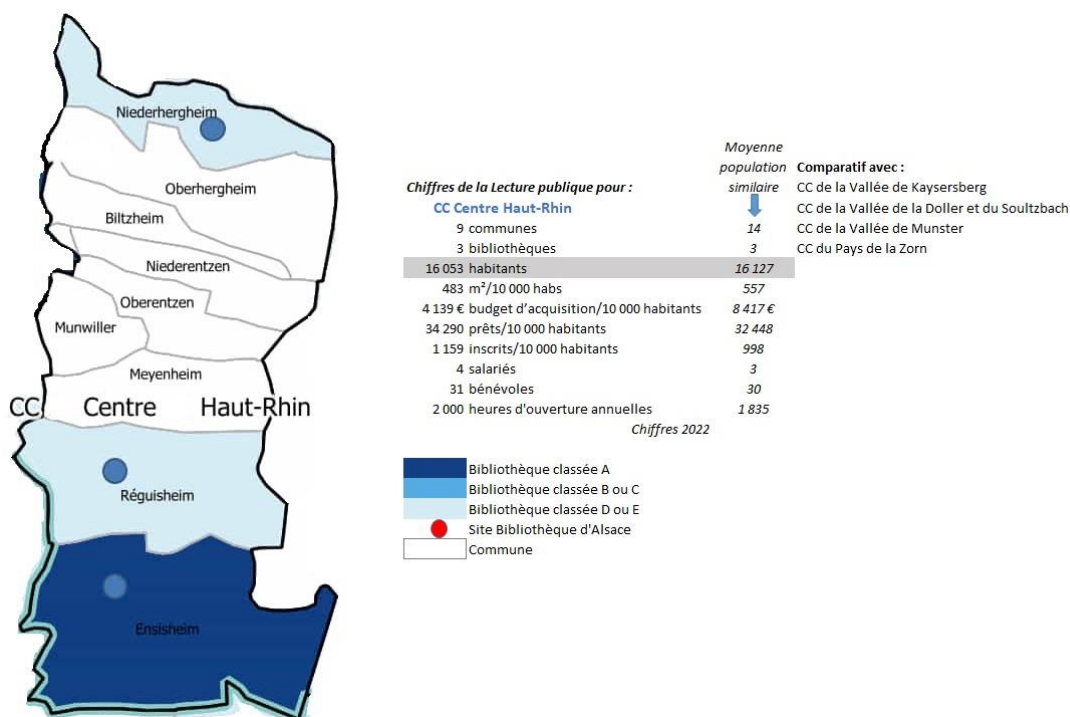 Niederhergheim
Oberhergheim
Biltzheim
Niederentzen
Oberentzen
Munwiller
Meyenheim
CC Centre Haut-Rhin
Réguisheim
Ensisheim
Moyenne
population
similaire
Comparatif avec :
Chiffres de la Lecture publique pour :
CC de la Vallée de Kaysersberg
CC Centre Haut-Rhin
CC de la Vallée de la Doller et du Soultzbach
9 communes 14
CC de la Vallée de Munster
3 bibliothèques 3
CC du Pays de la Zorn
16 053 habitants 16 127
483 m²/10 000 habs 557
4 139 € budget d'acquisition/10 000 habitants 8 417 €
34 290 prêts/10 000 habitants 32 448
1 159 inscrits/10 000 habitants 998
4 salariés 3
31 bénévoles 30
2 000 heures d'ouverture annuelles 1 835
Chiffres 2022
Bibliothèque classée A
Bibliothèque classée B ou C
Bibliothèque classée D ou E
Site Bibliothèque d'Alsace
Commune